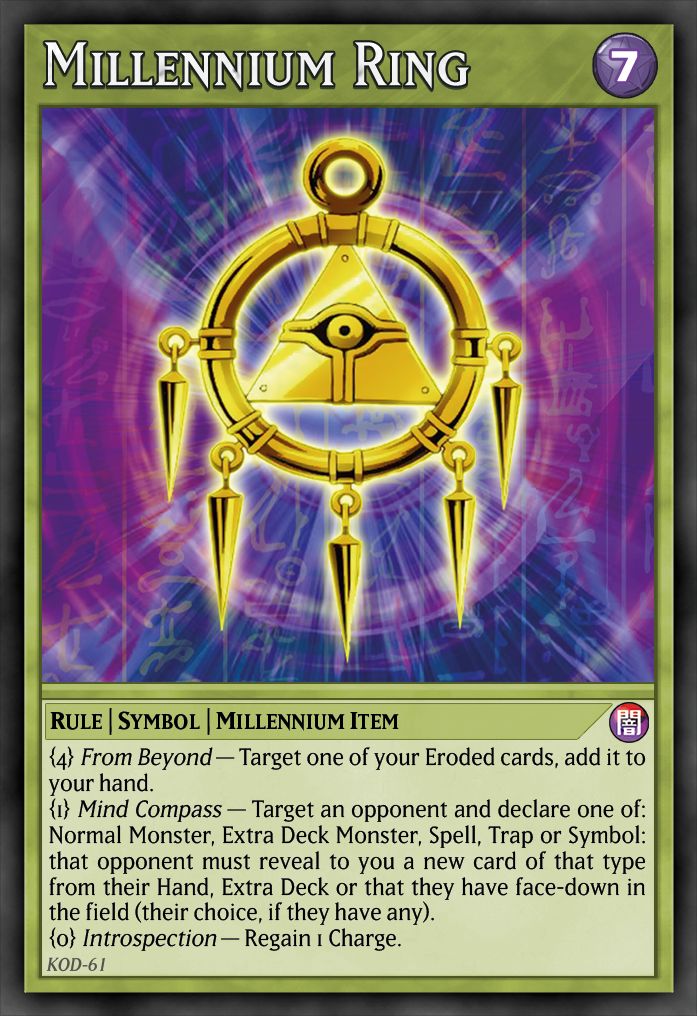 Millennium Ring
7
Rule | Symbol | Millennium Item
闇
{4} From Beyond — Target one of your Eroded cards, add it to
your hand.
{1} Mind Compass — Target an opponent and declare one of:
Normal Monster, Extra Deck Monster, Spell, Trap or Symbol:
that opponent must reveal to you a new card of that type
from their Hand, Extra Deck or that they have face-down in
the field (their choice, if they have any).
{0} Introspection — Regain 1 Charge.
KOD-61